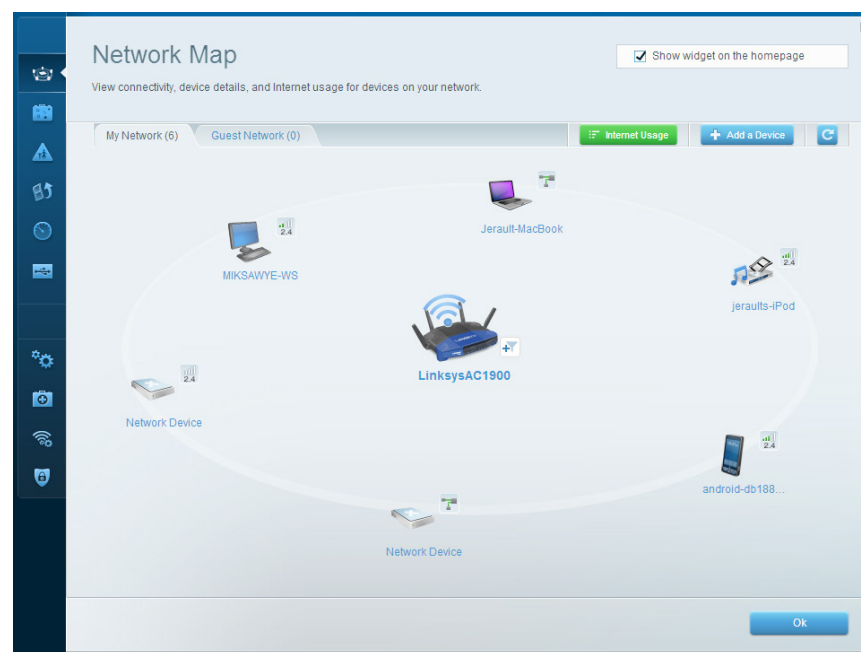 Network Map
Show widget on the homepage
View connectivity, device details, and Internet usage for devices on your network.
My Network (6)
Guest Network (0)
Internet Usage
Add a Device
Jerault-MacBook
2.4
MIKSAWYE-WS
2.4
jeraults-iPod
LinksysAC1900
2.4
Network Device
2.4
android-db188...
Network Device
Ok